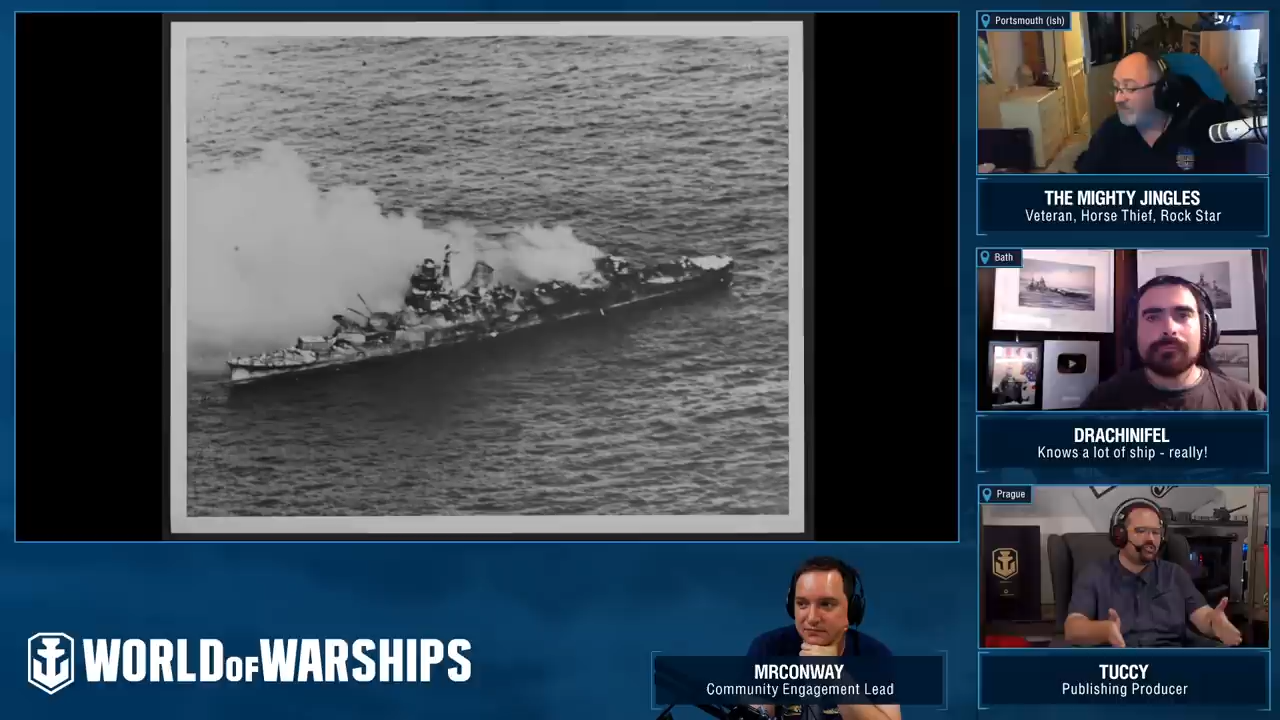 Portsmouth (ish)
THE MIGHTY JINGLES
Veteran, Horse Thief, Rock Star
Bath
DRACHINIFEL
Knows a lot of ship - really!
Prague
TUCCY
Publishing Producer
MRCONWAY
Community Engagement Lead
WORLD OF WARSHIPS